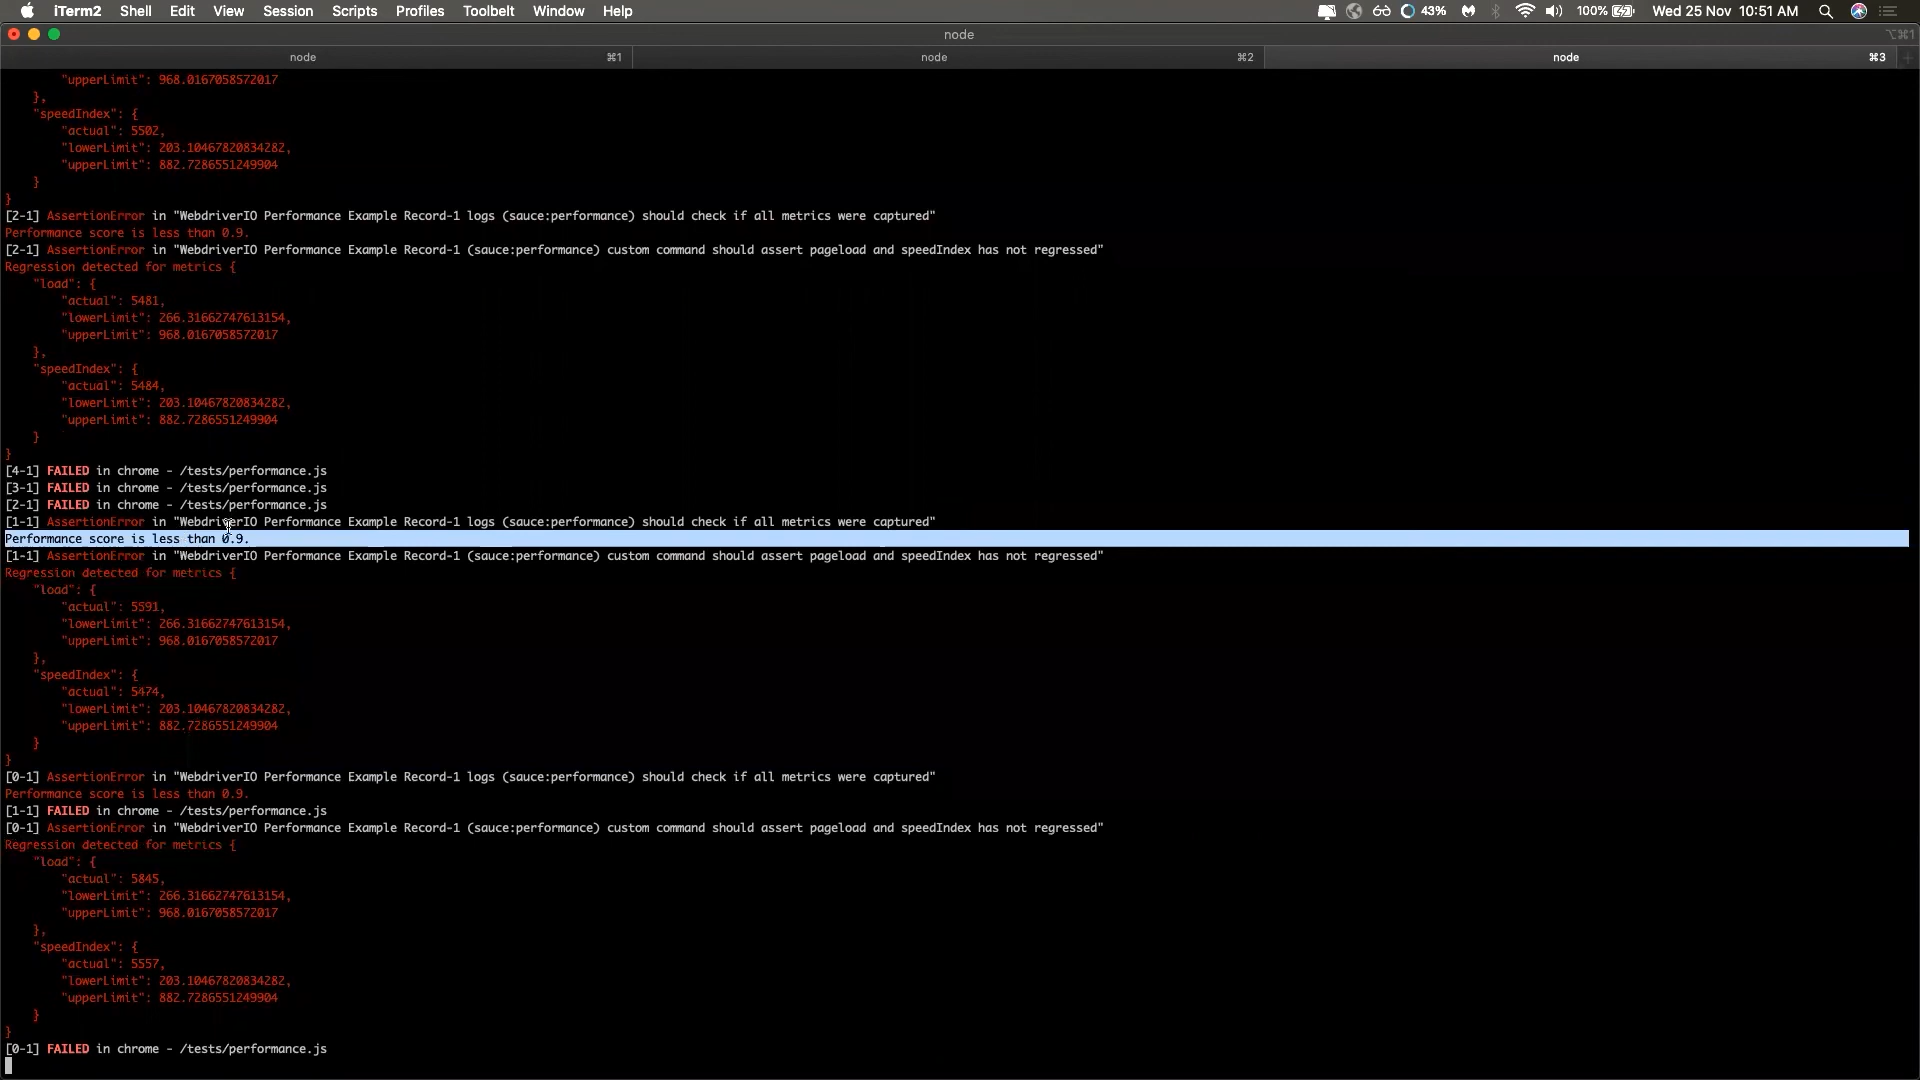 iTerm2 Shell Edit View Session Scripts Profiles Toolbelt Window Help 43% 100% Wed 25 Nov 10:51 AM
node ⌥⌘1
node ⌘1 node ⌘2 node ⌘3
"upperLimit": 968.0167058572017
},
"speedIndex": {
"actual": 5502,
"lowerLimit": 203.10467820834282,
"upperLimit": 882.7286551249904
}
}
[2-1] AssertionError in "WebdriverIO Performance Example Record-1 logs (sauce:performance) should check if all metrics were captured"
Performance score is less than 0.9.
[2-1] AssertionError in "WebdriverIO Performance Example Record-1 (sauce:performance) custom command should assert pageload and speedIndex has not regressed"
Regression detected for metrics {
"load": {
"actual": 5481,
"lowerLimit": 266.31662747613154,
"upperLimit": 968.0167058572017
},
"speedIndex": {
"actual": 5484,
"lowerLimit": 203.10467820834282,
"upperLimit": 882.7286551249904
}
}
[4-1] FAILED in chrome - /tests/performance.js
[3-1] FAILED in chrome - /tests/performance.js
[2-1] FAILED in chrome - /tests/performance.js
[1-1] AssertionError in "WebdriverIO Performance Example Record-1 logs (sauce:performance) should check if all metrics were captured"
Performance score is less than 0.9.
[1-1] AssertionError in "WebdriverIO Performance Example Record-1 (sauce:performance) custom command should assert pageload and speedIndex has not regressed"
Regression detected for metrics {
"load": {
"actual": 5591,
"lowerLimit": 266.31662747613154,
"upperLimit": 968.0167058572017
},
"speedIndex": {
"actual": 5474,
"lowerLimit": 203.10467820834282,
"upperLimit": 882.7286551249904
}
}
[0-1] AssertionError in "WebdriverIO Performance Example Record-1 logs (sauce:performance) should check if all metrics were captured"
Performance score is less than 0.9.
[1-1] FAILED in chrome - /tests/performance.js
[0-1] AssertionError in "WebdriverIO Performance Example Record-1 (sauce:performance) custom command should assert pageload and speedIndex has not regressed"
Regression detected for metrics {
"load": {
"actual": 5845,
"lowerLimit": 266.31662747613154,
"upperLimit": 968.0167058572017
},
"speedIndex": {
"actual": 5557,
"lowerLimit": 203.10467820834282,
"upperLimit": 882.7286551249904
}
}
[0-1] FAILED in chrome - /tests/performance.js